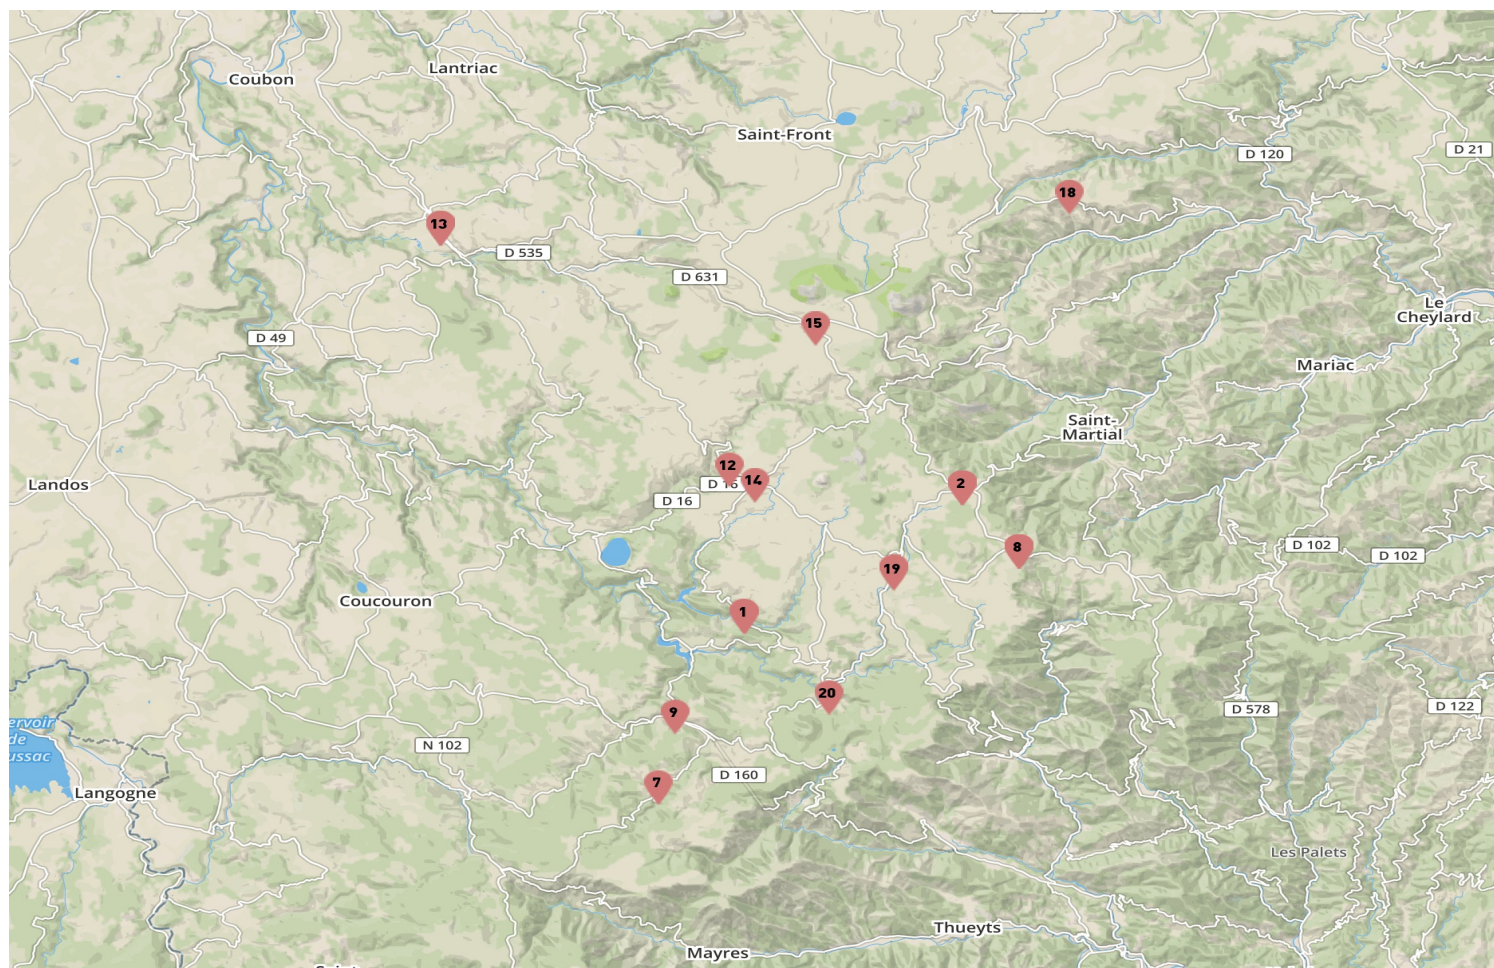 Lantriac
Coubon
Saint-Front
D 21
D 120
18
13
D 535
D 631
Le
Cheylard
15
D 49
Mariac
Saint-
Martial
12
14
D 16
D 16
2
Landos
D 102
D 102
8
19
Coucouron
1
20
D 578
D 122
9
ervoir
de
ussac
N 102
D 160
7
Langogne
Les Palets
Thueyts
Mayres